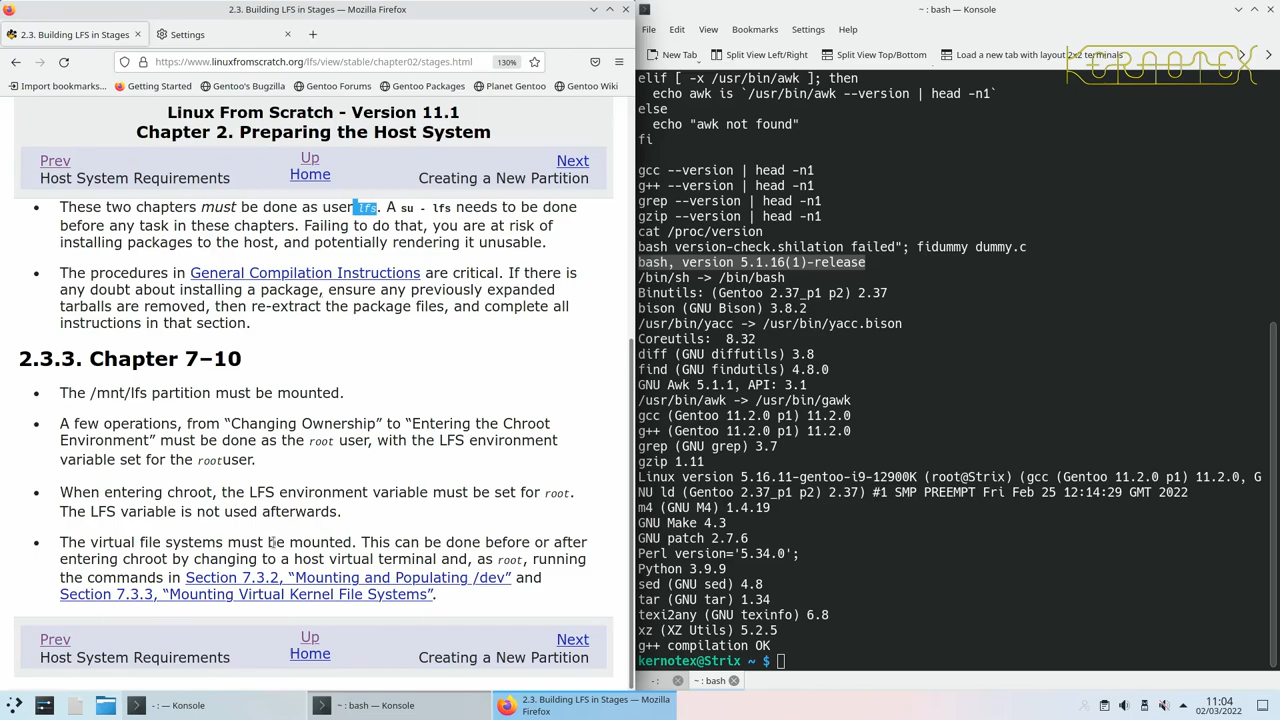 2.3. Building LFS in Stages — Mozilla Firefox
2.3. Building LFS in Stages
Settings
https://www.linuxfromscratch.org/lfs/view/stable/chapter02/stages.html
130%
Import bookmarks...
Getting Started
Gentoo's Bugzilla
Gentoo Forums
Gentoo Packages
Planet Gentoo
Gentoo Wiki
Linux From Scratch - Version 11.1
Chapter 2. Preparing the Host System
Prev
Up
Next
Host System Requirements
Home
Creating a New Partition
• These two chapters must be done as user lfs. A su - lfs needs to be done
before any task in these chapters. Failing to do that, you are at risk of
installing packages to the host, and potentially rendering it unusable.
• The procedures in General Compilation Instructions are critical. If there is
any doubt about installing a package, ensure any previously expanded
tarballs are removed, then re-extract the package files, and complete all
instructions in that section.
2.3.3. Chapter 7–10
• The /mnt/lfs partition must be mounted.
• A few operations, from “Changing Ownership” to “Entering the Chroot
Environment” must be done as the root user, with the LFS environment
variable set for the rootuser.
• When entering chroot, the LFS environment variable must be set for root.
The LFS variable is not used afterwards.
• The virtual file systems must be mounted. This can be done before or after
entering chroot by changing to a host virtual terminal and, as root, running
the commands in Section 7.3.2, “Mounting and Populating /dev” and
Section 7.3.3, “Mounting Virtual Kernel File Systems”.
Prev
Up
Next
Host System Requirements
Home
Creating a New Partition
~ : bash — Konsole
File Edit View Bookmarks Settings Help
New Tab
Split View Left/Right
Split View Top/Bottom
Load a new tab with layout 2x2 terminals
KERNOTEX
elif [ -x /usr/bin/awk ]; then
echo awk is `/usr/bin/awk --version | head -n1`
else
echo "awk not found"
fi
gcc --version | head -n1
g++ --version | head -n1
grep --version | head -n1
gzip --version | head -n1
cat /proc/version
bash version-check.shilation failed"; fidummy dummy.c
bash, version 5.1.16(1)-release
/bin/sh -> /bin/bash
Binutils: (Gentoo 2.37_p1 p2) 2.37
bison (GNU Bison) 3.8.2
/usr/bin/yacc -> /usr/bin/yacc.bison
Coreutils:  8.32
diff (GNU diffutils) 3.8
find (GNU findutils) 4.8.0
GNU Awk 5.1.1, API: 3.1
/usr/bin/awk -> /usr/bin/gawk
gcc (Gentoo 11.2.0 p1) 11.2.0
g++ (Gentoo 11.2.0 p1) 11.2.0
grep (GNU grep) 3.7
gzip 1.11
Linux version 5.16.11-gentoo-i9-12900K (root@Strix) (gcc (Gentoo 11.2.0 p1) 11.2.0, G
NU ld (Gentoo 2.37_p1 p2) 2.37) #1 SMP PREEMPT Fri Feb 25 12:14:29 GMT 2022
m4 (GNU M4) 1.4.19
GNU Make 4.3
GNU patch 2.7.6
Perl version='5.34.0';
Python 3.9.9
sed (GNU sed) 4.8
tar (GNU tar) 1.34
texi2any (GNU texinfo) 6.8
xz (XZ Utils) 5.2.5
g++ compilation OK
kernotex@Strix ~ $
- :
~ : bash
- : — Konsole
~ : bash — Konsole
2.3. Building LFS in Stages — Mozilla
Firefox
11:04
02/03/2022